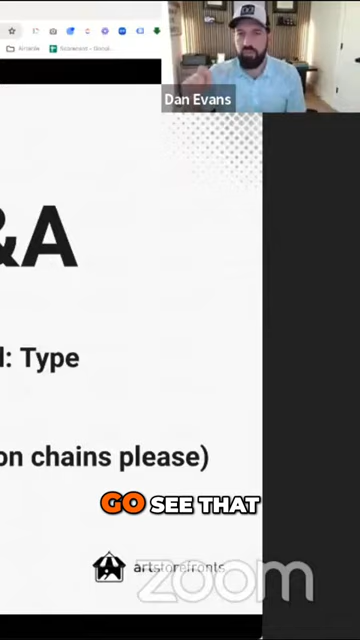 Dan Evans
&A
d: Type
on chains please)
GO SEE THAT
artstorefronts
zoom